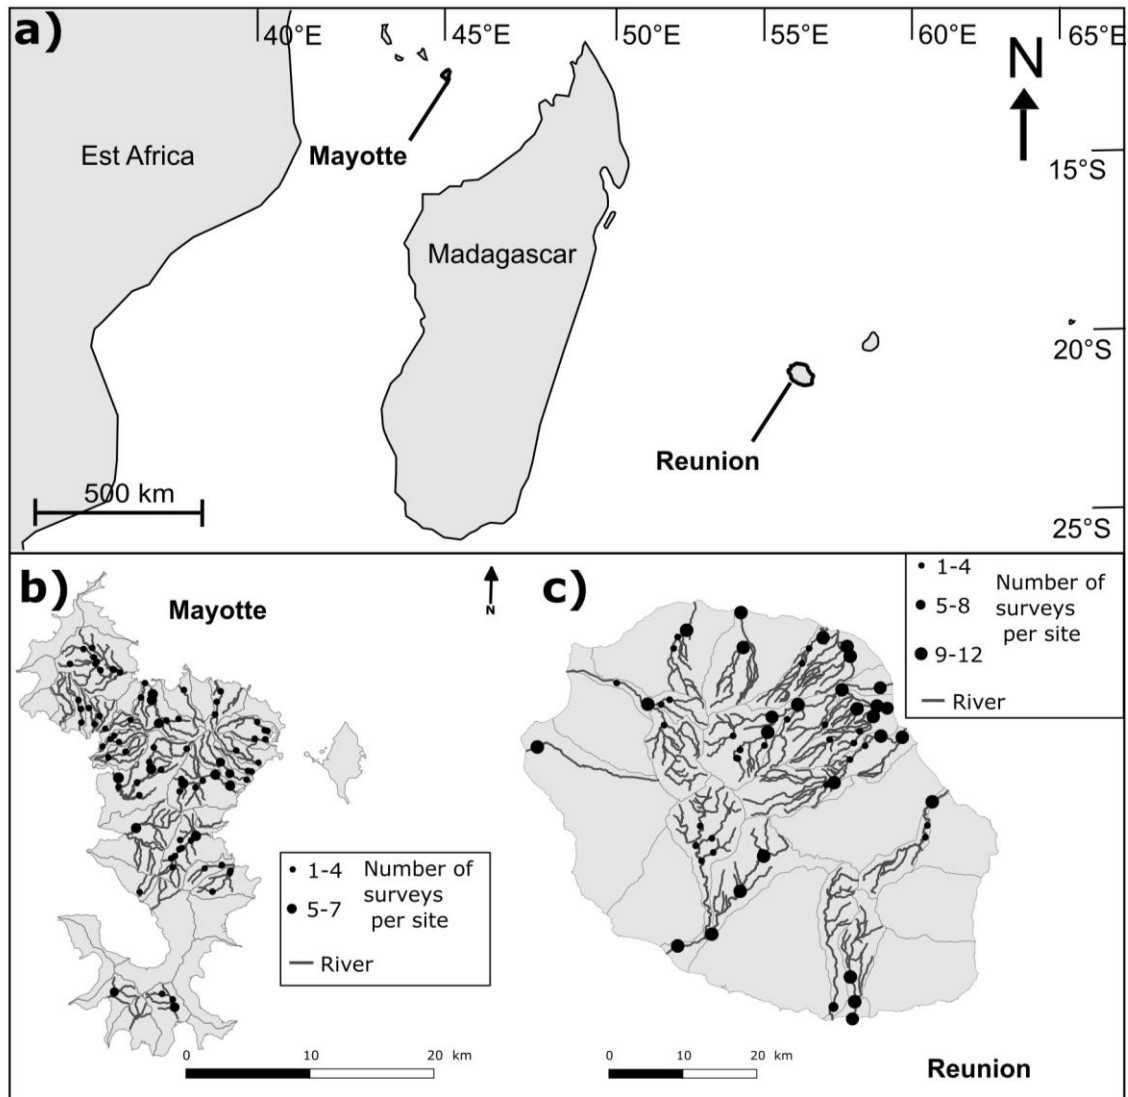 a)
40°E
45°E
50°E
55°E
60°E
65°E
N
Est Africa
Mayotte
15°S
Madagascar
20°S
Reunion
500 km
25°S
b)
Mayotte
N
1-4
5-7
Number of
surveys
per site
River
0
10
20 km
c)
1-4
5-8
9-12
Number of
surveys
per site
River
0
10
20 km
Reunion